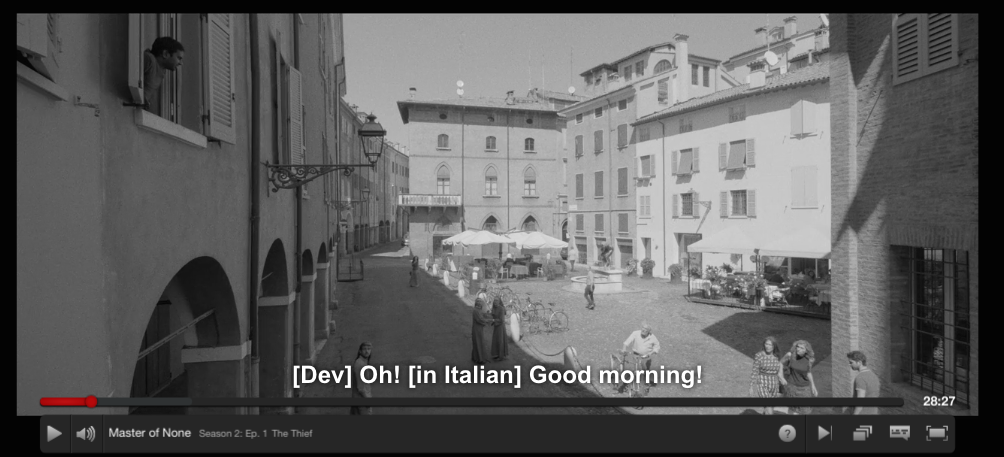 [Dev] Oh! [in Italian] Good morning!
28:27
Master of None Season 2: Ep. 1 The Thief
?